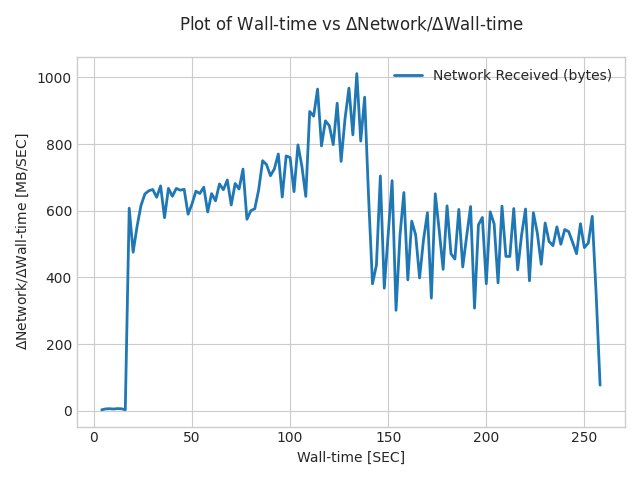 Plot of Wall-time vs ΔNetwork/ΔWall-time
Network Received (bytes)
ΔNetwork/ΔWall-time [MB/SEC]
1000
800
600
400
200
0
0 50 100 150 200 250
Wall-time [SEC]